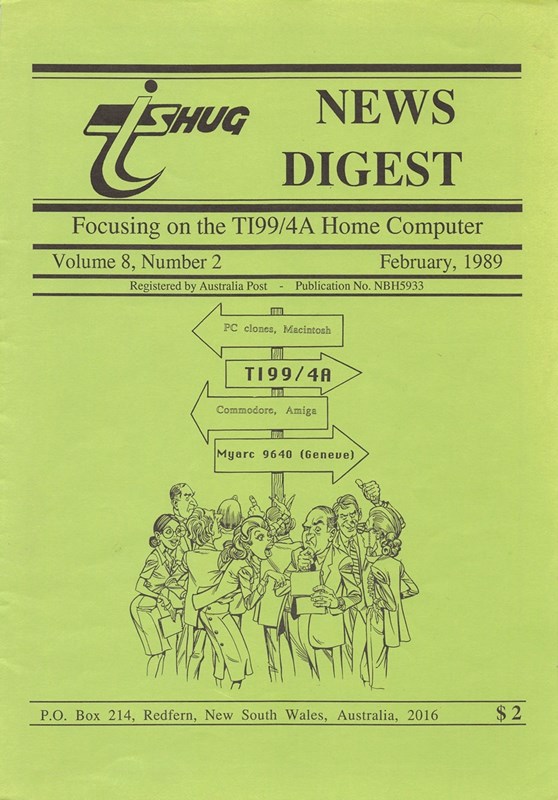 TISHUG
NEWS
DIGEST
Focusing on the TI99/4A Home Computer
Volume 8, Number 2 February, 1989
Registered by Australia Post - Publication No. NBH5933
PC clones, Macintosh
TI99/4A
Commodore, Amiga
Myarc 9640 (Geneve)
P.O. Box 214, Redfern, New South Wales, Australia, 2016 $ 2